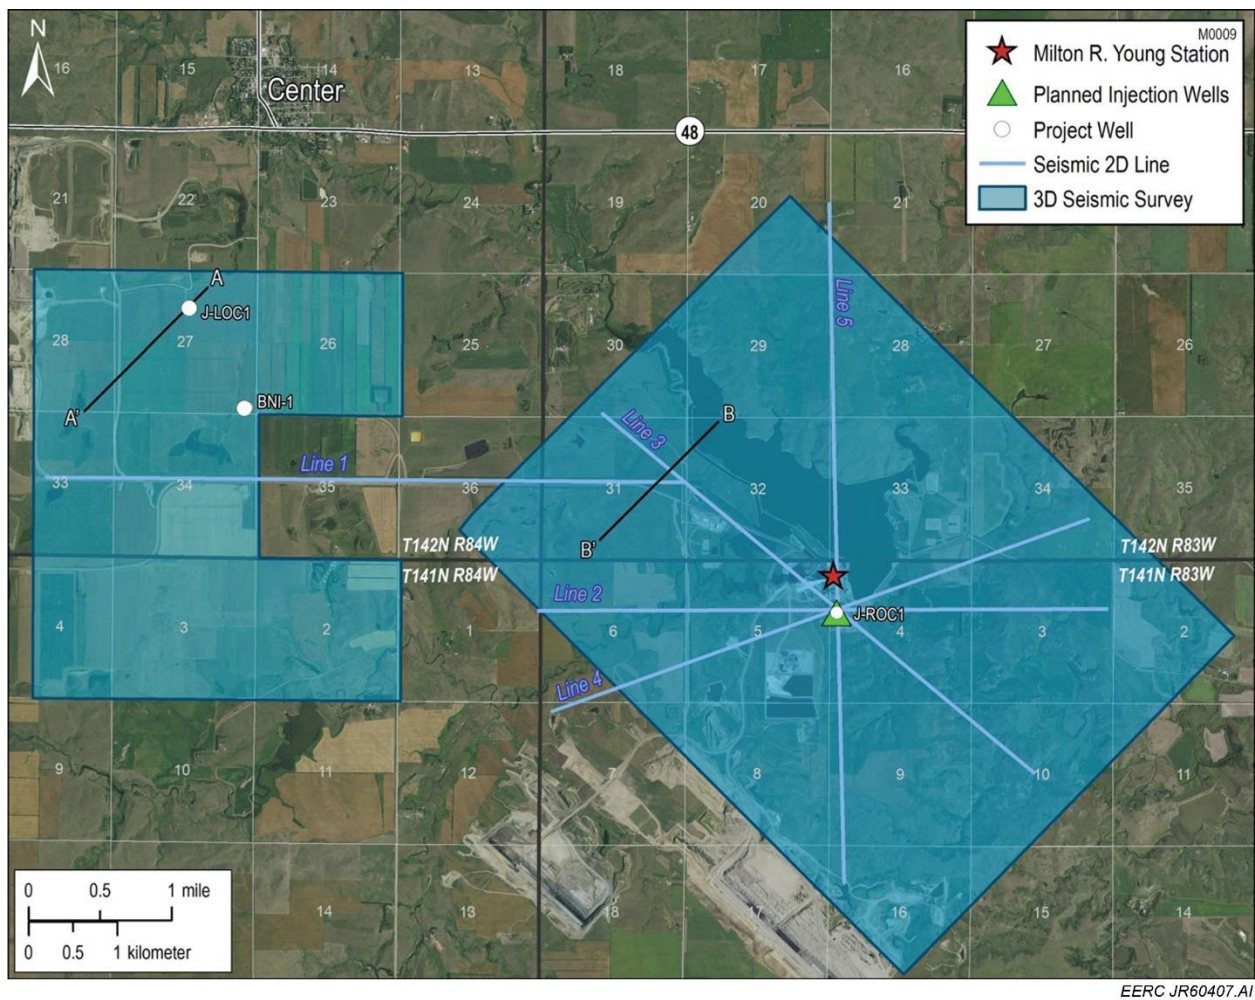 N
M0009
Milton R. Young Station
Planned Injection Wells
Project Well
Seismic 2D Line
3D Seismic Survey
16
15
14
13
18
17
16
Center
48
21
22
23
24
19
20
21
A
J-LOC1
Line 5
28
27
26
25
30
29
28
27
26
A'
BNI-1
B
Line 3
Line 1
33
34
35
36
31
32
33
34
35
B'
T142N R84W
T142N R83W
T141N R84W
T141N R83W
Line 2
J-ROC1
4
3
2
1
6
5
4
3
2
Line 4
9
10
11
12
7
8
9
10
11
14
13
18
17
16
15
14
0 0.5 1 mile
0 0.5 1 kilometer
EERC JR60407.AI